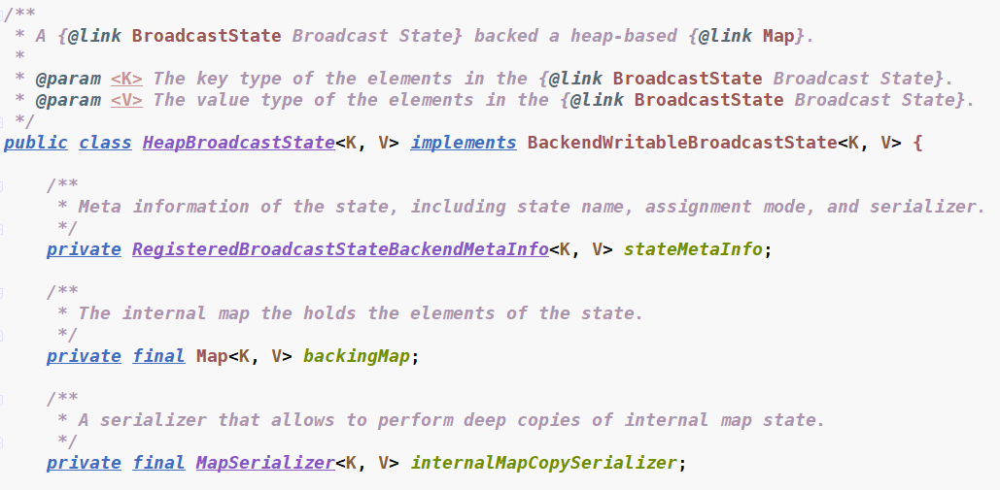 /**
 * A {@link BroadcastState Broadcast State} backed a heap-based {@link Map}.
 *
 * @param <K> The key type of the elements in the {@link BroadcastState Broadcast State}.
 * @param <V> The value type of the elements in the {@link BroadcastState Broadcast State}.
 */
public class HeapBroadcastState<K, V> implements BackendWritableBroadcastState<K, V> {
    /**
     * Meta information of the state, including state name, assignment mode, and serializer.
     */
    private RegisteredBroadcastStateBackendMetaInfo<K, V> stateMetaInfo;
    /**
     * The internal map the holds the elements of the state.
     */
    private final Map<K, V> backingMap;
    /**
     * A serializer that allows to perform deep copies of internal map state.
     */
    private final MapSerializer<K, V> internalMapCopySerializer;